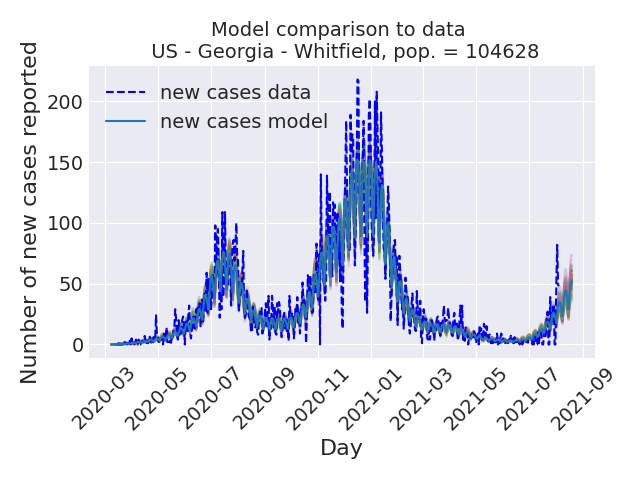 Model comparison to data
US - Georgia - Whitfield, pop. = 104628
Number of new cases reported
200
150
100
50
0
new cases data
new cases model
2020-03
2020-05
2020-07
2020-09
2020-11
2021-01
2021-03
2021-05
2021-07
2021-09
Day